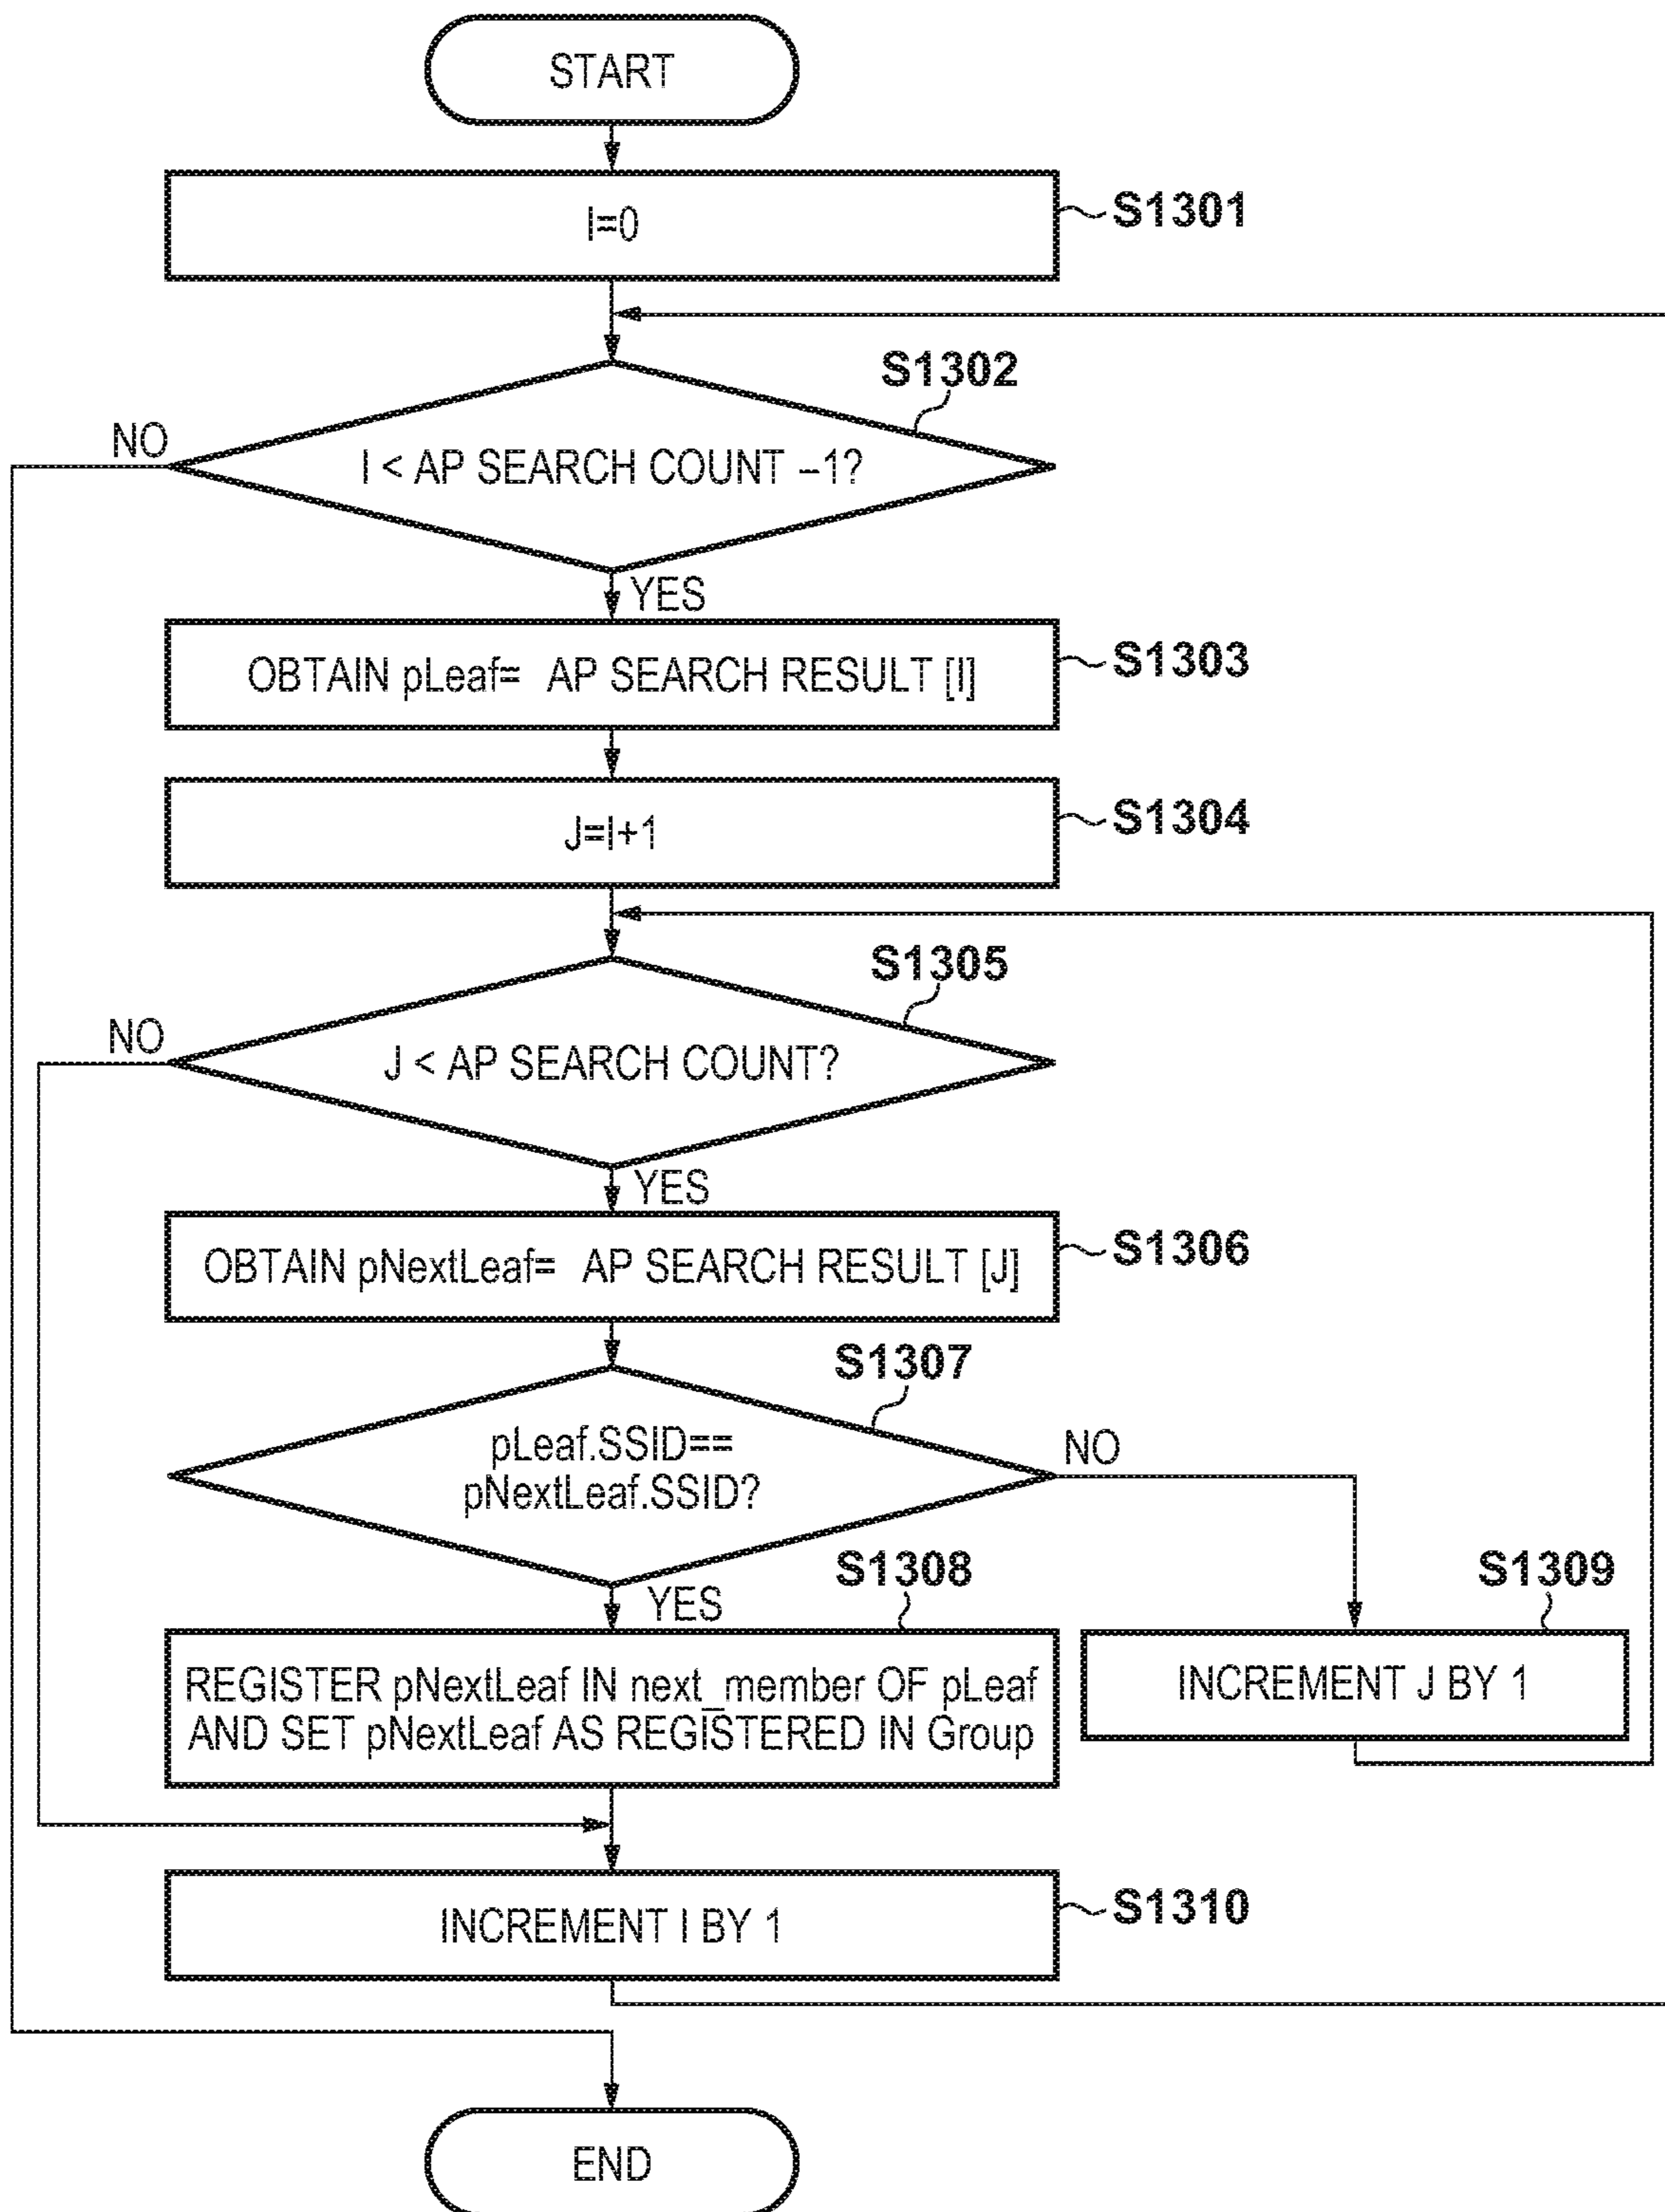 START
I=0
S1301
S1302
NO
I < AP SEARCH COUNT –1?
YES
OBTAIN pLeaf= AP SEARCH RESULT [I]
S1303
J=I+1
S1304
S1305
NO
J < AP SEARCH COUNT?
YES
OBTAIN pNextLeaf= AP SEARCH RESULT [J]
S1306
S1307
pLeaf.SSID==
pNextLeaf.SSID?
NO
S1308
S1309
YES
REGISTER pNextLeaf IN next_member OF pLeaf
AND SET pNextLeaf AS REGISTERED IN Group
INCREMENT J BY 1
INCREMENT I BY 1
S1310
END